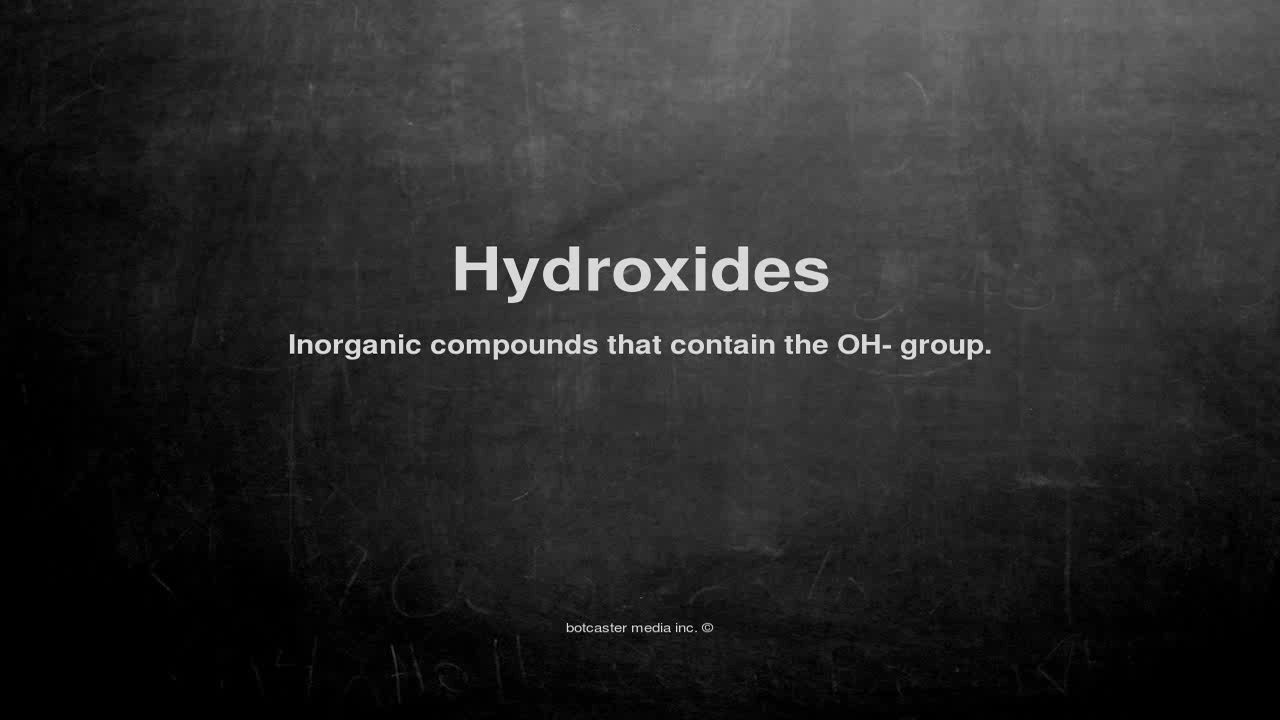 Hydroxides
Inorganic compounds that contain the OH- group.
botcaster media inc. ©